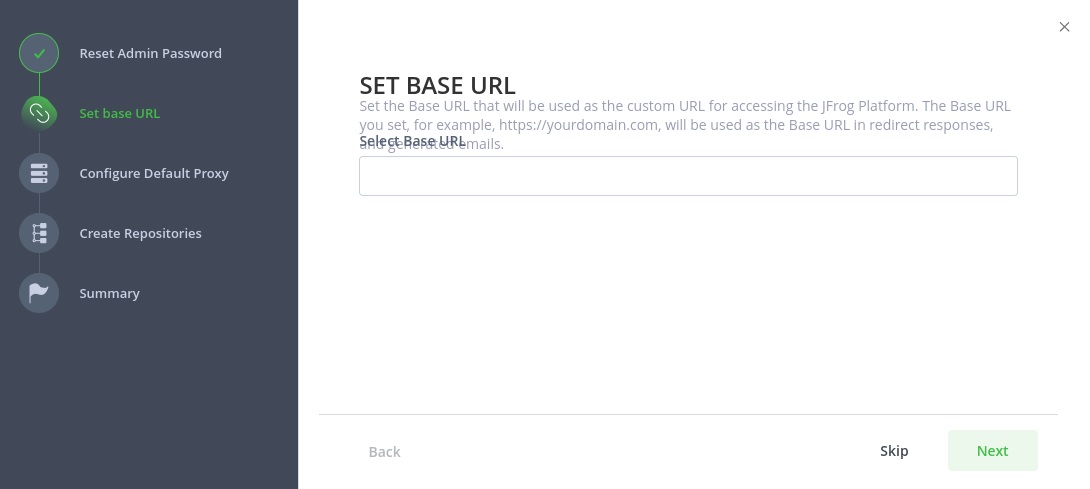 Reset Admin Password
Set base URL
Configure Default Proxy
Create Repositories
Summary
SET BASE URL
Set the Base URL that will be used as the custom URL for accessing the JFrog Platform. The Base URL
you set, for example, https://yourdomain.com, will be used as the Base URL in redirect responses,
and generated emails.
Select Base URL
Back
Skip
Next